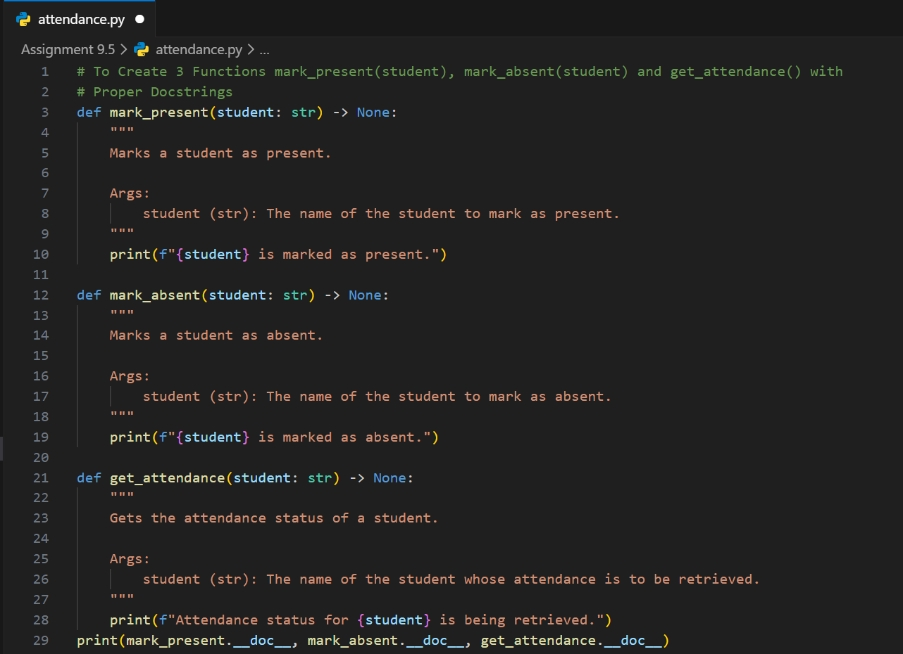 attendance.py
Assignment 9.5 > attendance.py > ...
1 # To Create 3 Functions mark_present(student), mark_absent(student) and get_attendance() with
2 # Proper Docstrings
3 def mark_present(student: str) -> None:
4     """
5     Marks a student as present.
6
7     Args:
8         student (str): The name of the student to mark as present.
9     """
10     print(f"{student} is marked as present.")
11
12 def mark_absent(student: str) -> None:
13     """
14     Marks a student as absent.
15
16     Args:
17         student (str): The name of the student to mark as absent.
18     """
19     print(f"{student} is marked as absent.")
20
21 def get_attendance(student: str) -> None:
22     """
23     Gets the attendance status of a student.
24
25     Args:
26         student (str): The name of the student whose attendance is to be retrieved.
27     """
28     print(f"Attendance status for {student} is being retrieved.")
29 print(mark_present.__doc__, mark_absent.__doc__, get_attendance.__doc__)